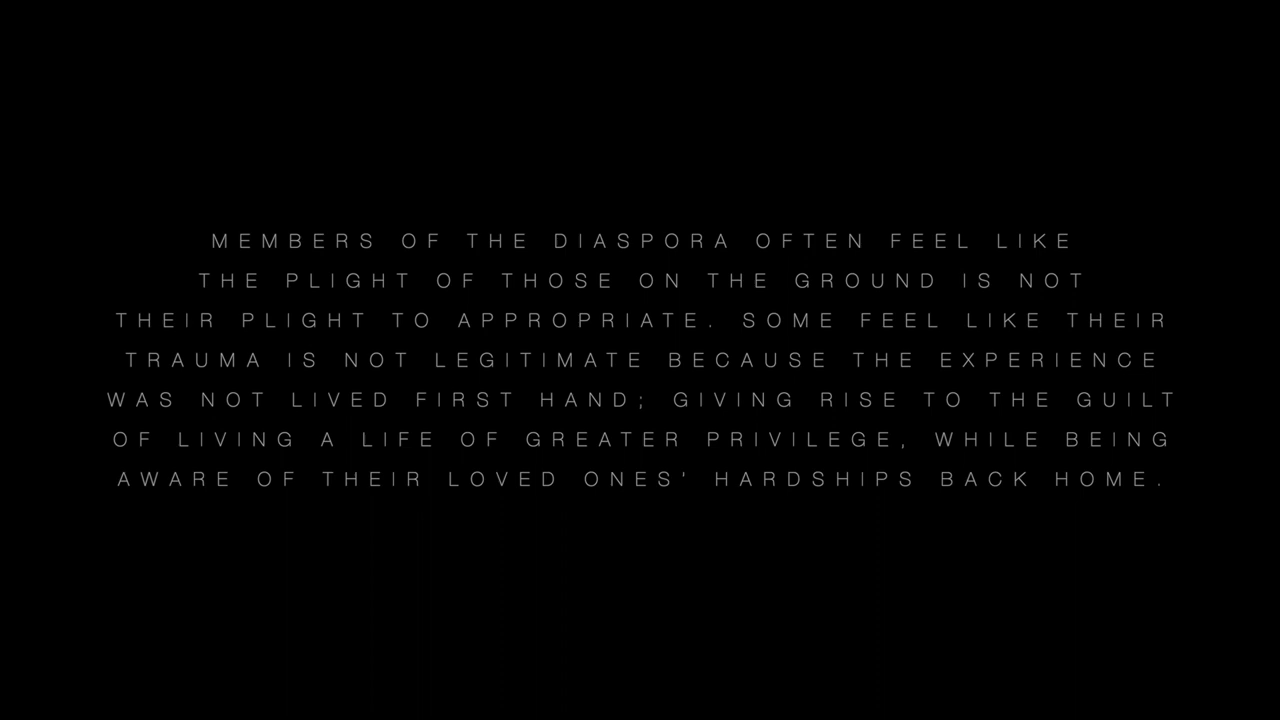 MEMBERS OF THE DIASPORA OFTEN FEEL LIKE
THE PLIGHT OF THOSE ON THE GROUND IS NOT
THEIR PLIGHT TO APPROPRIATE. SOME FEEL LIKE THEIR
TRAUMA IS NOT LEGITIMATE BECAUSE THE EXPERIENCE
WAS NOT LIVED FIRST HAND; GIVING RISE TO THE GUILT
OF LIVING A LIFE OF GREATER PRIVILEGE, WHILE BEING
AWARE OF THEIR LOVED ONES' HARDSHIPS BACK HOME.